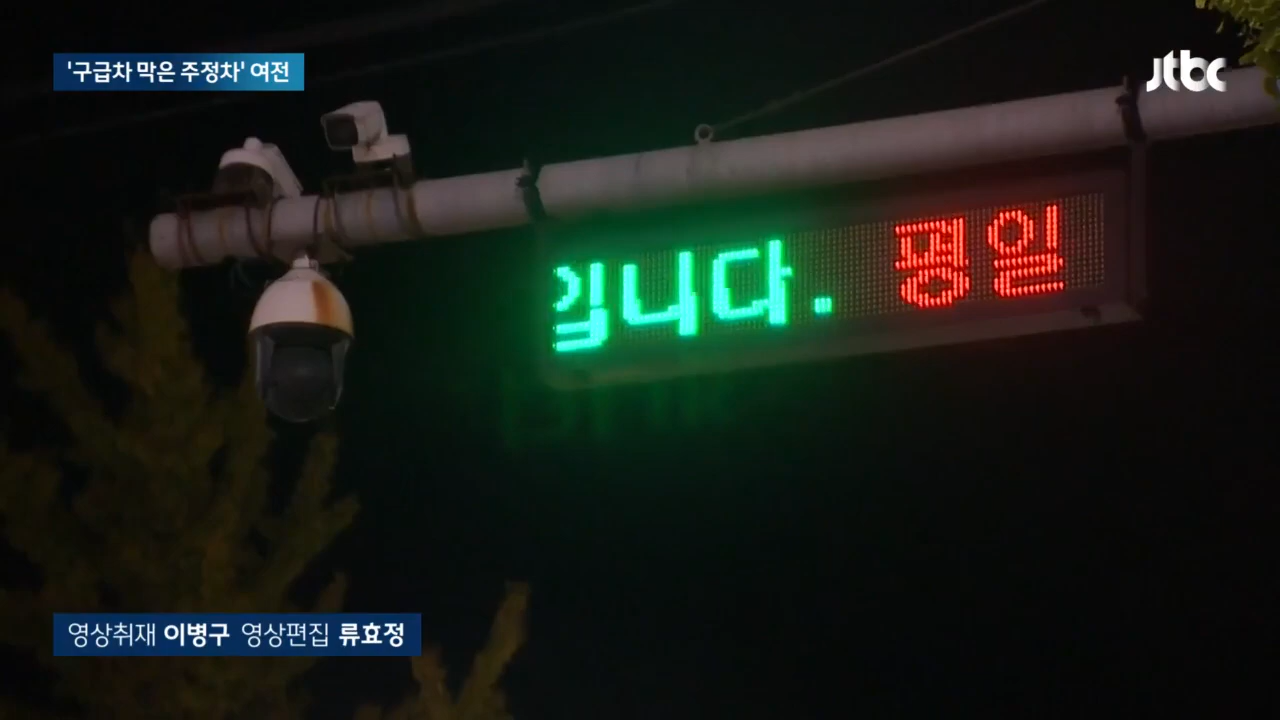 '구급차 막은 주정차' 여전
jtbc
입니다. 평일
영상취재 이병구 영상편집 류효정